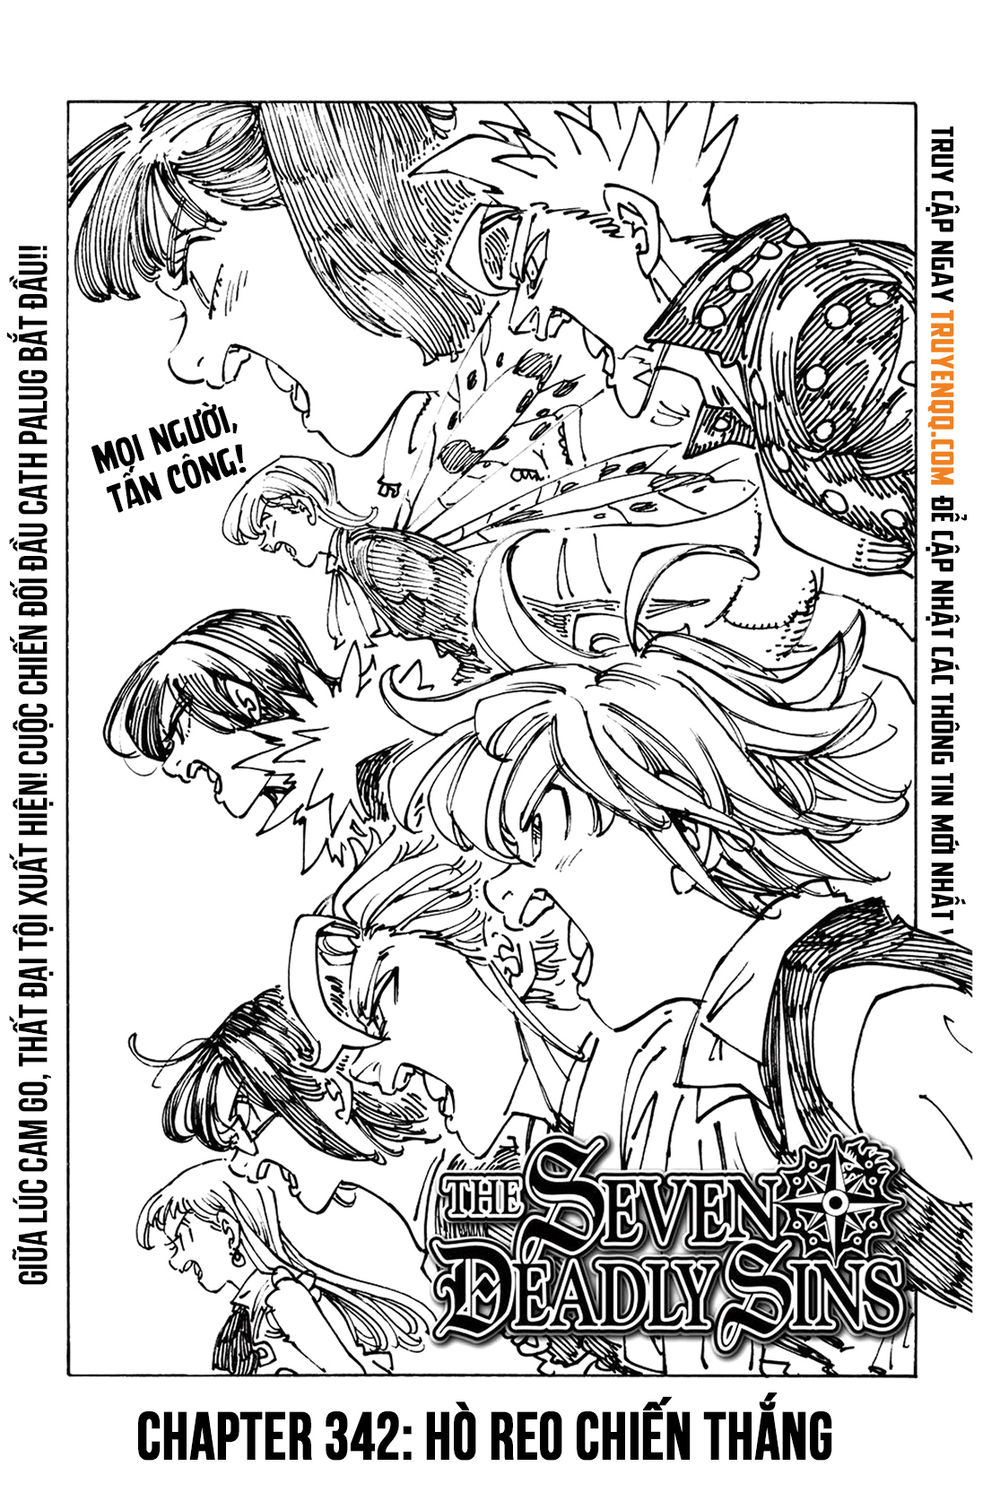 GIỮA LÚC CAM GO, THẤT ĐẠI TỘI XUẤT HIỆN! CUỘC CHIẾN ĐỐI ĐẦU CATH PALUG BẮT ĐẦU!!
TRUY CẬP NGAY TRUYENQQ.COM ĐỂ CẬP NHẬT CÁC THÔNG TIN MỚI NHẤT
MỌI NGƯỜI,
TẤN CÔNG!
THE SEVEN
DEADLY SINS
CHAPTER 342: HÒ REO CHIẾN THẮNG